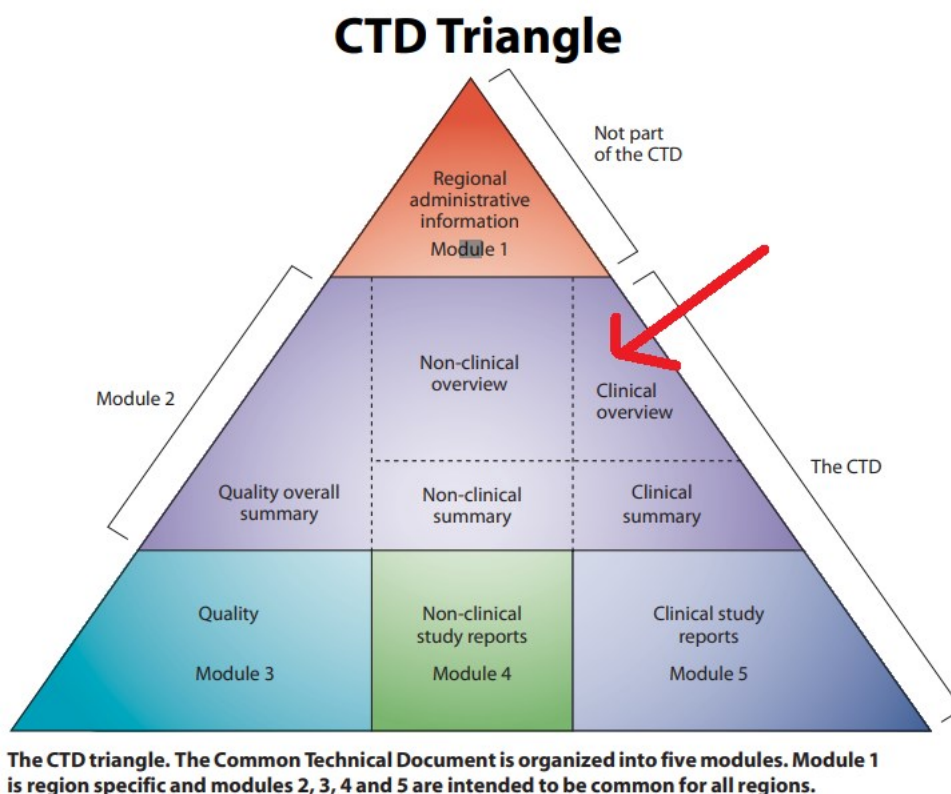 CTD Triangle
Not part
of the CTD
Regional
administrative
information
Module 1
Module 2
Non-clinical
overview
Clinical
overview
The CTD
Quality overall
summary
Non-clinical
summary
Clinical
summary
Quality
Module 3
Non-clinical
study reports
Module 4
Clinical study
reports
Module 5
The CTD triangle. The Common Technical Document is organized into five modules. Module 1
is region specific and modules 2, 3, 4 and 5 are intended to be common for all regions.